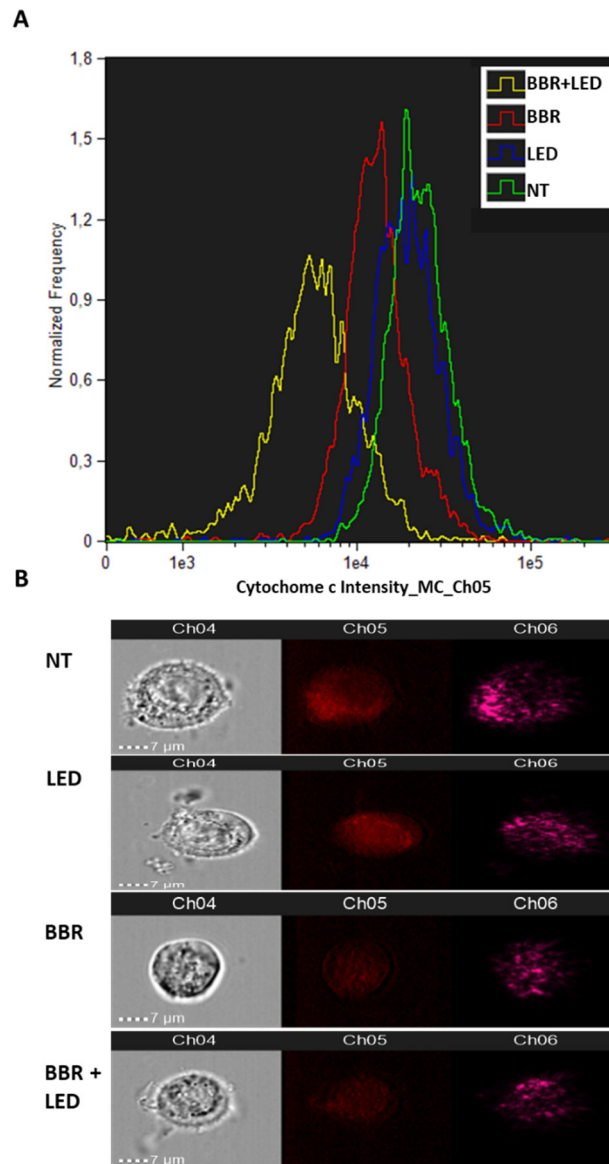 A
1.8
1.5
1.2
0.9
0.6
0.3
0
Normalized Frequency
0
1e3
1e4
1e5
Cytochome c Intensity_MC_Ch05
BBR+LED
BBR
LED
NT
B
NT
Ch04
Ch05
Ch06
7 µm
LED
Ch04
Ch05
Ch06
7 µm
BBR
Ch04
Ch05
Ch06
7 µm
BBR +
LED
Ch04
Ch05
Ch06
7 µm